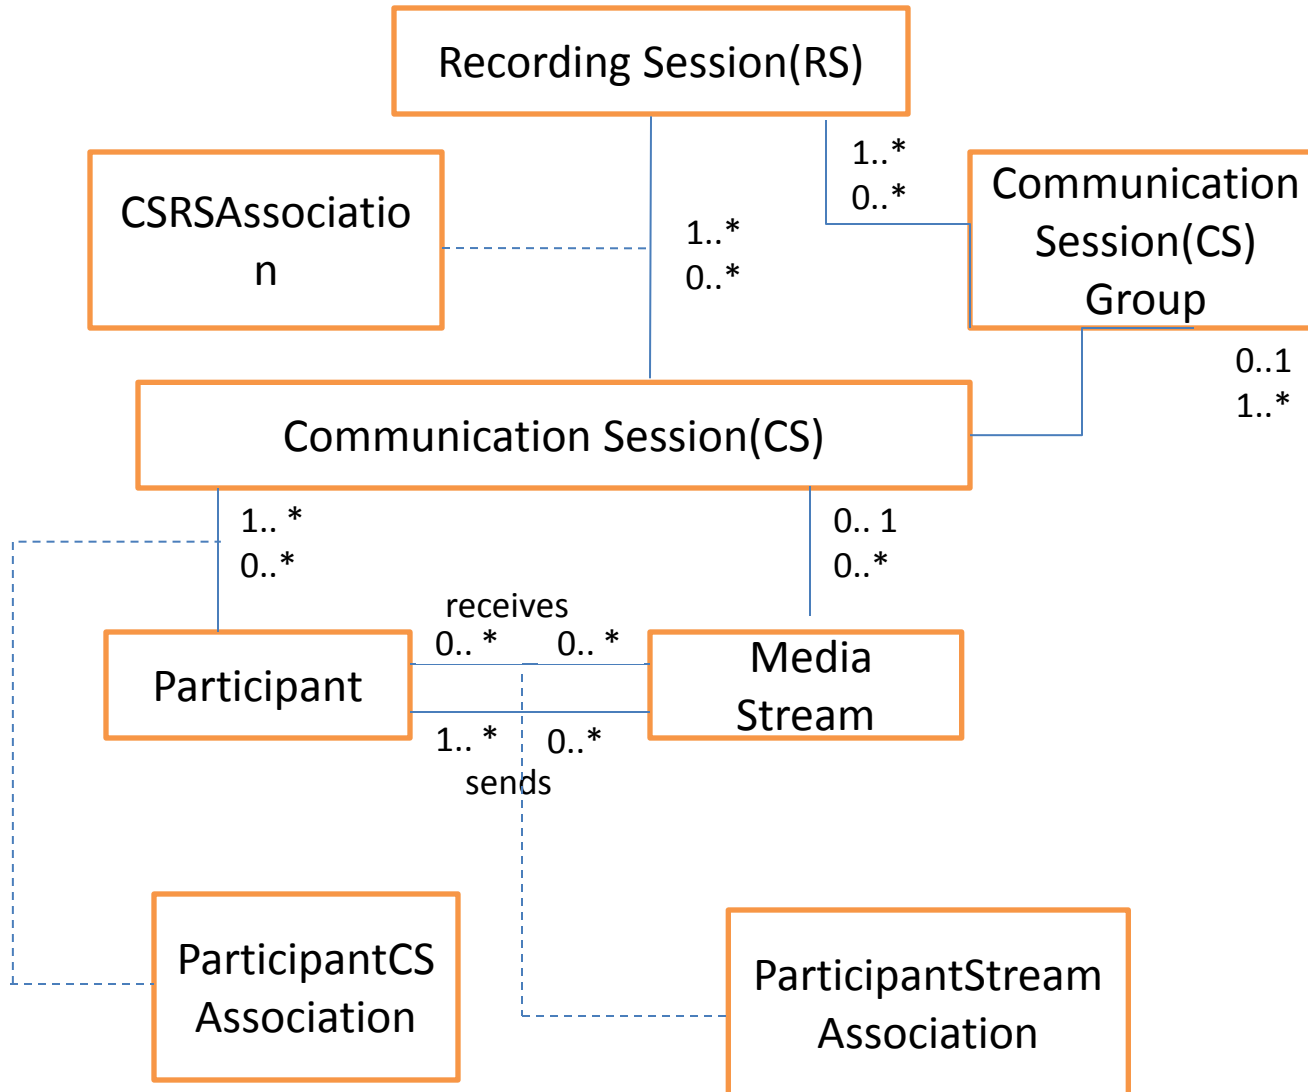 Recording Session(RS)
1..*
0..*
Communication
Session(CS)
Group
CSRSAssociatio
n
1..*
0..*
0..1
1..*
Communication Session(CS)
1.. *
0..*
0.. 1
0..*
receives
0.. *
0.. *
Participant
Media
Stream
1.. *
0..*
sends
ParticipantCS
Association
ParticipantStream
Association